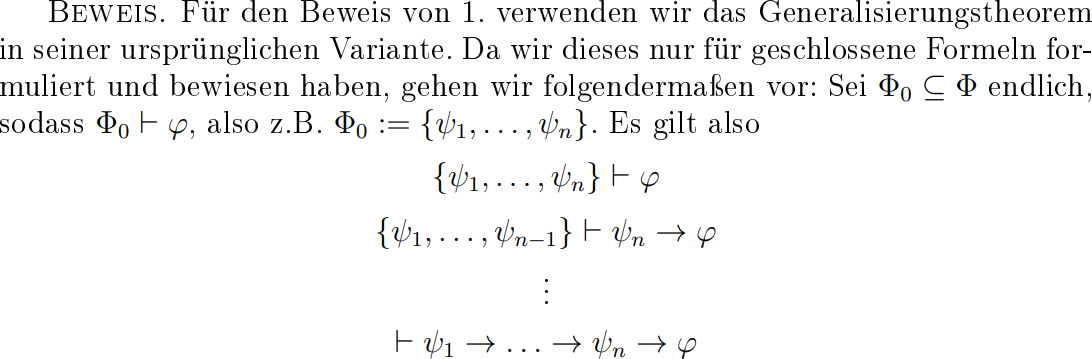 BEWEIS. Für den Beweis von 1. verwenden wir das Generalisierungstheorem
in seiner ursprünglichen Variante. Da wir dieses nur für geschlossene Formeln for-
muliert und bewiesen haben, gehen wir folgendermaßen vor: Sei Φ₀ ⊆ Φ endlich,
sodass Φ₀ ⊢ φ, also z.B. Φ₀ := {ψ₁, . . . , ψₙ}. Es gilt also
{ψ₁, . . . , ψₙ} ⊢ φ
{ψ₁, . . . , ψₙ₋₁} ⊢ ψₙ → φ
⋮
⊢ ψ₁ → . . . → ψₙ → φ